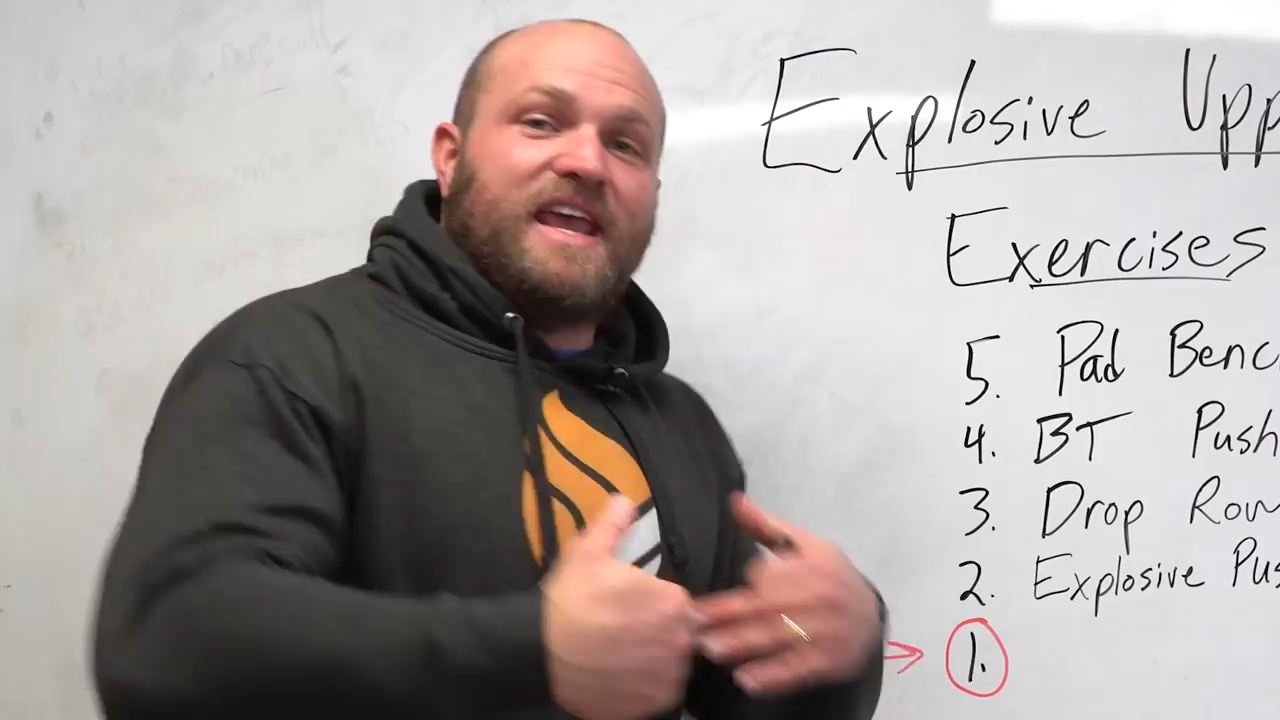 Explosive Upp
Exercises
5. Pad Benc
4. BT Push
3. Drop Row
2. Explosive Pus
1.